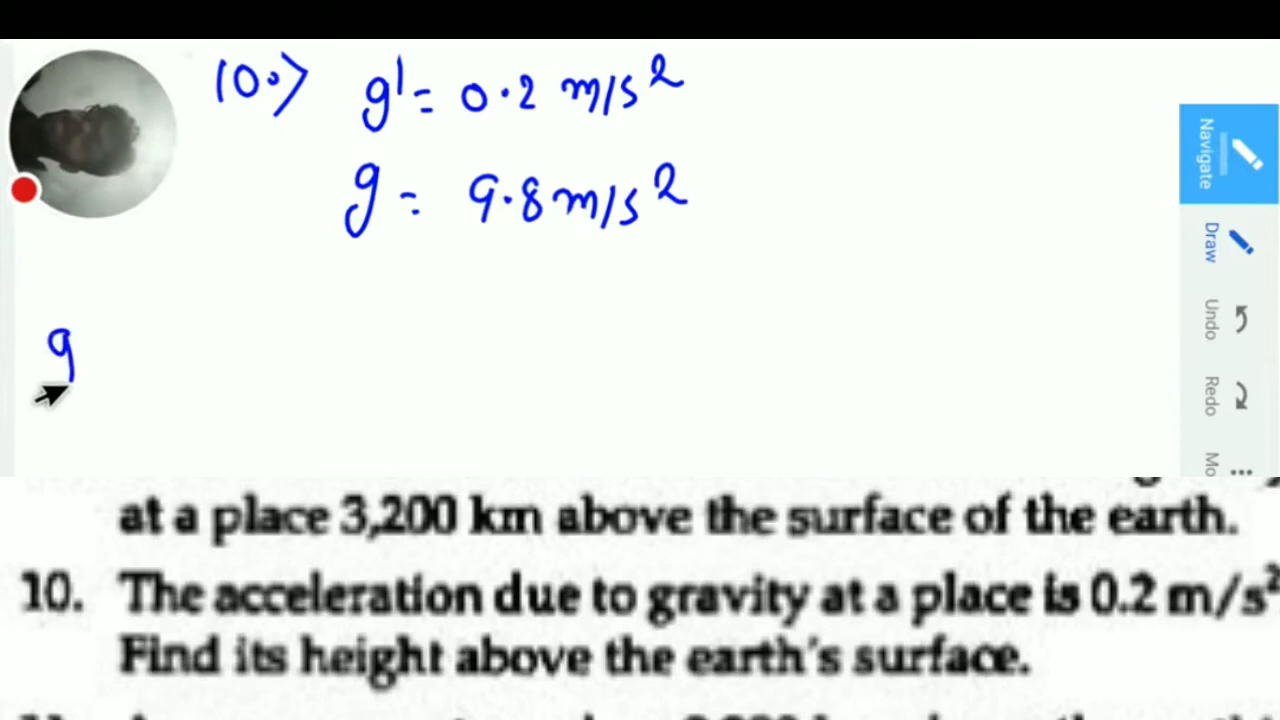 10.) g' = 0.2 m/s²
g = 9.8 m/s²
g
Navigate
Draw
Undo
Redo
Mo
at a place 3,200 km above the surface of the earth.
10. The acceleration due to gravity at a place is 0.2 m/s²
Find its height above the earth's surface.